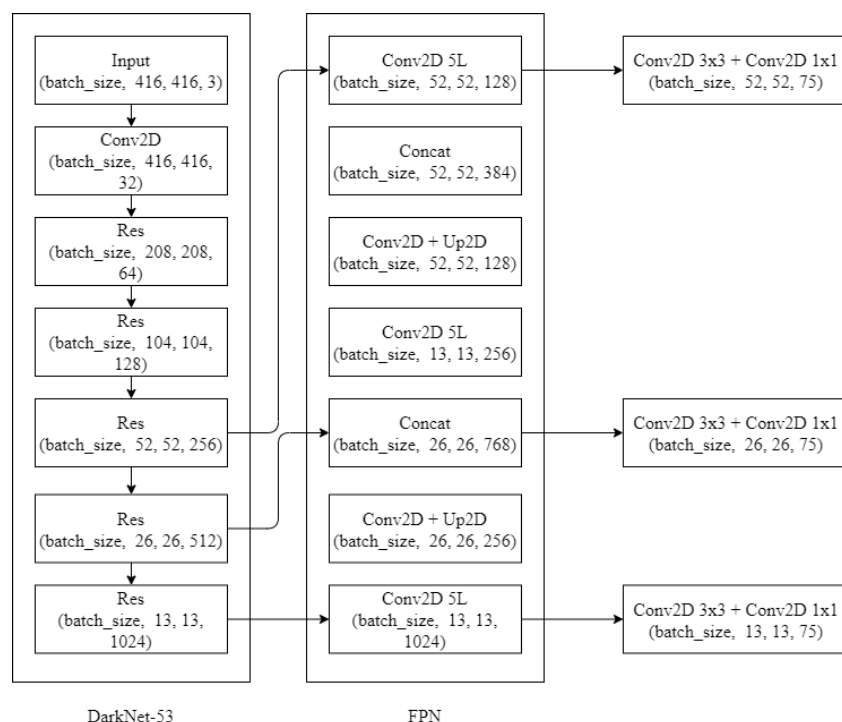 Input
(batch_size, 416, 416, 3)
Conv2D
(batch_size, 416, 416,
32)
Res
(batch_size, 208, 208,
64)
Res
(batch_size, 104, 104,
128)
Res
(batch_size, 52, 52, 256)
Res
(batch_size, 26, 26, 512)
Res
(batch_size, 13, 13,
1024)
DarkNet-53
Conv2D 5L
(batch_size, 52, 52, 128)
Concat
(batch_size, 52, 52, 384)
Conv2D + Up2D
(batch_size, 52, 52, 128)
Conv2D 5L
(batch_size, 13, 13, 256)
Concat
(batch_size, 26, 26, 768)
Conv2D + Up2D
(batch_size, 26, 26, 256)
Conv2D 5L
(batch_size, 13, 13,
1024)
FPN
Conv2D 3x3 + Conv2D 1x1
(batch_size, 52, 52, 75)
Conv2D 3x3 + Conv2D 1x1
(batch_size, 26, 26, 75)
Conv2D 3x3 + Conv2D 1x1
(batch_size, 13, 13, 75)